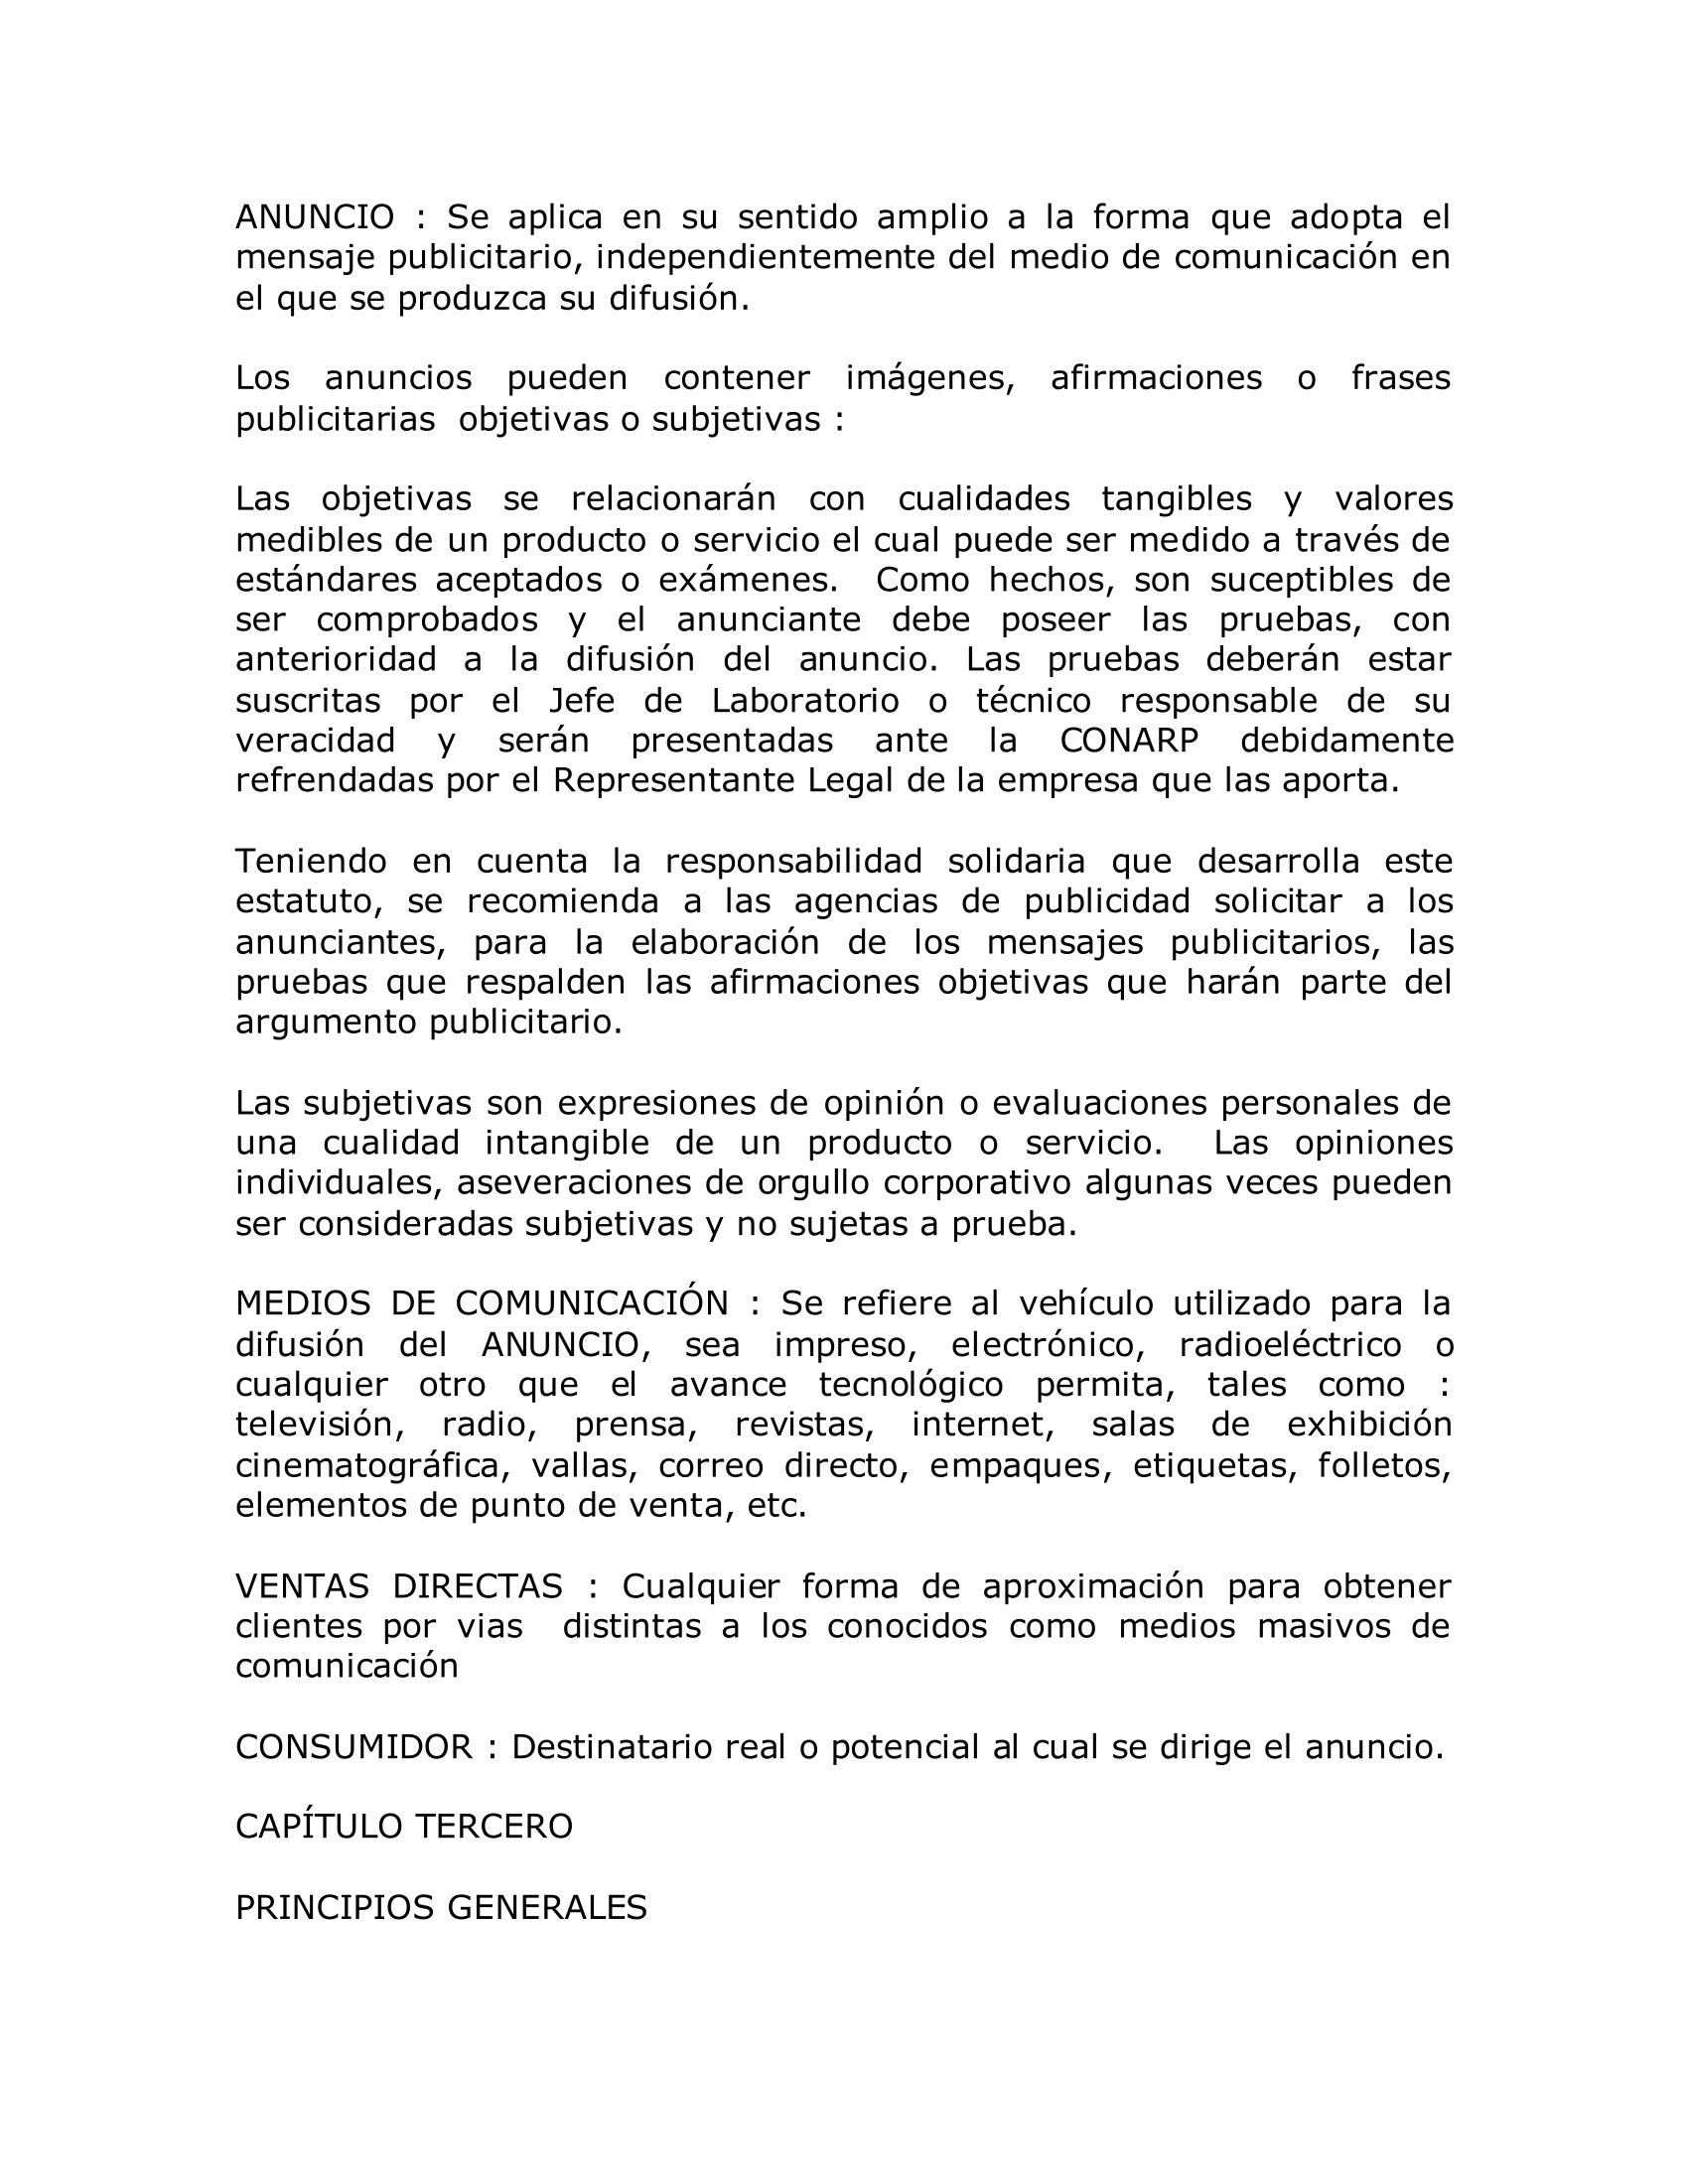 ANUNCIO : Se aplica en su sentido amplio a la forma que adopta el
mensaje publicitario, independientemente del medio de comunicación en
el que se produzca su difusión.
Los anuncios pueden contener imágenes, afirmaciones o frases
publicitarias  objetivas o subjetivas :
Las objetivas se relacionarán con cualidades tangibles y valores
medibles de un producto o servicio el cual puede ser medido a través de
estándares aceptados o exámenes.  Como hechos, son suceptibles de
ser comprobados y el anunciante debe poseer las pruebas, con
anterioridad a la difusión del anuncio. Las pruebas deberán estar
suscritas por el Jefe de Laboratorio o técnico responsable de su
veracidad y serán presentadas ante la CONARP debidamente
refrendadas por el Representante Legal de la empresa que las aporta.
Teniendo en cuenta la responsabilidad solidaria que desarrolla este
estatuto, se recomienda a las agencias de publicidad solicitar a los
anunciantes, para la elaboración de los mensajes publicitarios, las
pruebas que respalden las afirmaciones objetivas que harán parte del
argumento publicitario.
Las subjetivas son expresiones de opinión o evaluaciones personales de
una cualidad intangible de un producto o servicio.  Las opiniones
individuales, aseveraciones de orgullo corporativo algunas veces pueden
ser consideradas subjetivas y no sujetas a prueba.
MEDIOS DE COMUNICACIÓN : Se refiere al vehículo utilizado para la
difusión del ANUNCIO, sea impreso, electrónico, radioeléctrico o
cualquier otro que el avance tecnológico permita, tales como :
televisión, radio, prensa, revistas, internet, salas de exhibición
cinematográfica, vallas, correo directo, empaques, etiquetas, folletos,
elementos de punto de venta, etc.
VENTAS DIRECTAS : Cualquier forma de aproximación para obtener
clientes por vias  distintas a los conocidos como medios masivos de
comunicación
CONSUMIDOR : Destinatario real o potencial al cual se dirige el anuncio.
CAPÍTULO TERCERO
PRINCIPIOS GENERALES